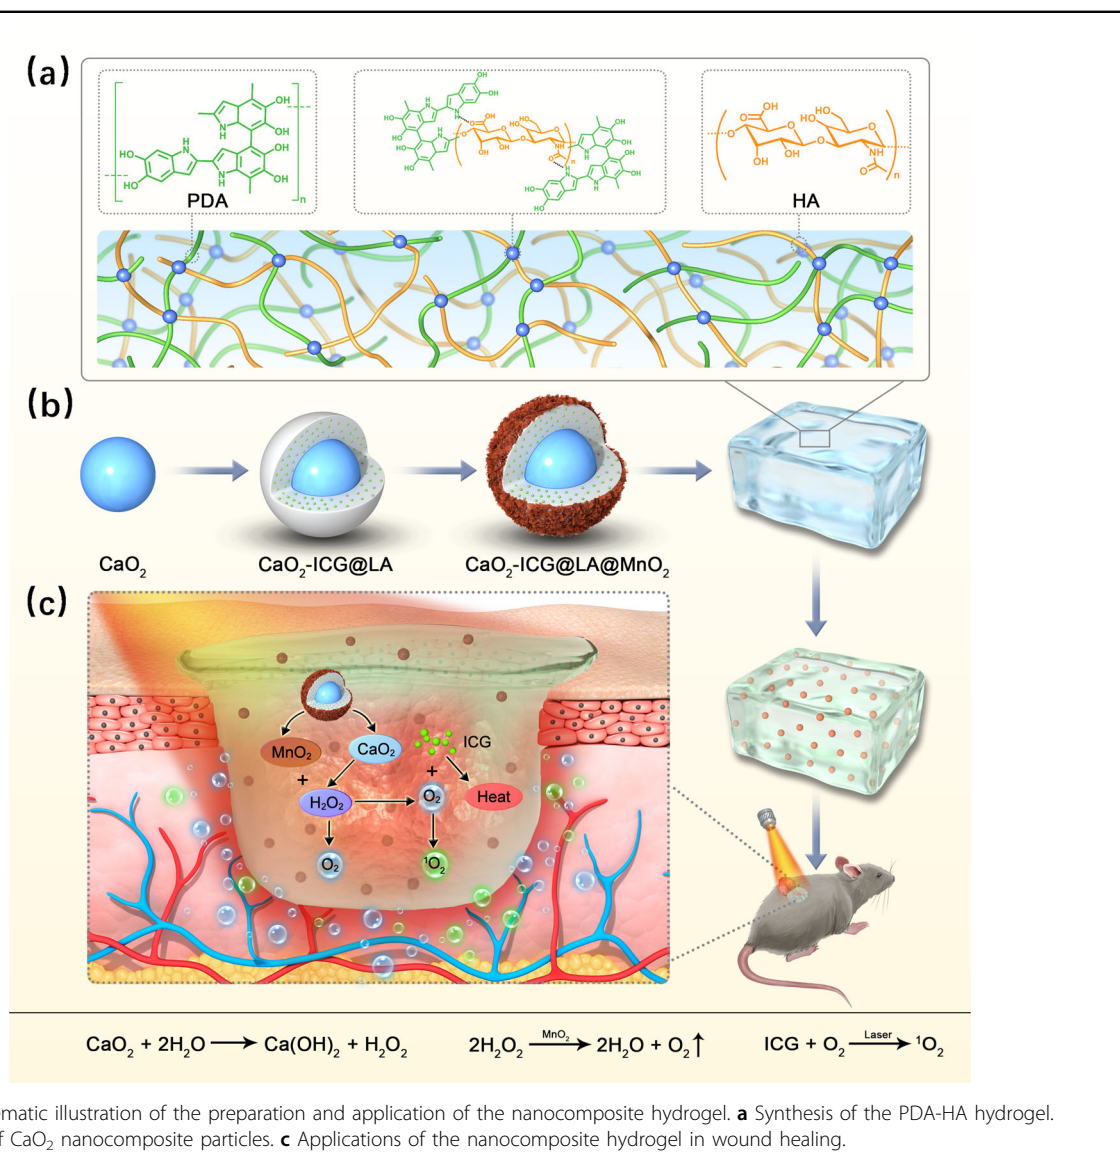 (a)
PDA
HA
(b)
CaO₂
CaO₂-ICG@LA
CaO₂-ICG@LA@MnO₂
(c)
MnO₂
CaO₂
ICG
+
+
H₂O₂
O₂
Heat
O₂
¹O₂
CaO₂ + 2H₂O → Ca(OH)₂ + H₂O₂
2H₂O₂ MnO₂ → 2H₂O + O₂↑
ICG + O₂ Laser → ¹O₂
illustration of the preparation and application of the nanocomposite hydrogel. a Synthesis of the PDA-HA hydrogel.
CaO₂ nanocomposite particles. c Applications of the nanocomposite hydrogel in wound healing.